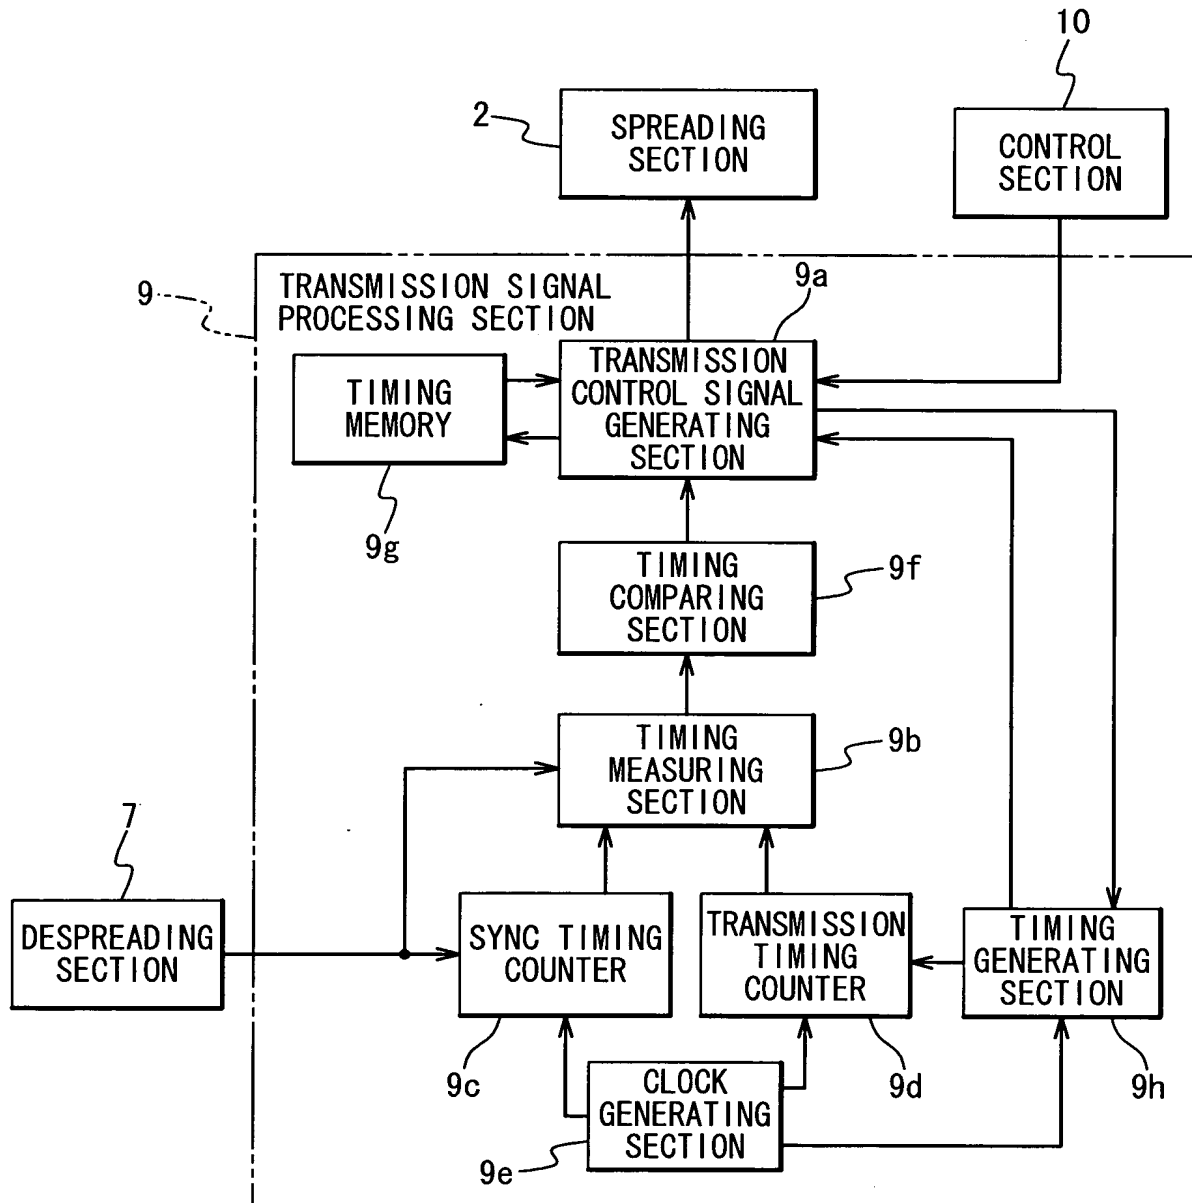 10
2
SPREADING
SECTION
CONTROL
SECTION
9
TRANSMISSION SIGNAL
PROCESSING SECTION
9a
TIMING
MEMORY
TRANSMISSION
CONTROL SIGNAL
GENERATING
SECTION
9g
TIMING
COMPARING
SECTION
9f
TIMING
MEASURING
SECTION
9b
7
DESPREADING
SECTION
SYNC TIMING
COUNTER
TRANSMISSION
TIMING
COUNTER
TIMING
GENERATING
SECTION
9c
CLOCK
GENERATING
SECTION
9d
9h
9e